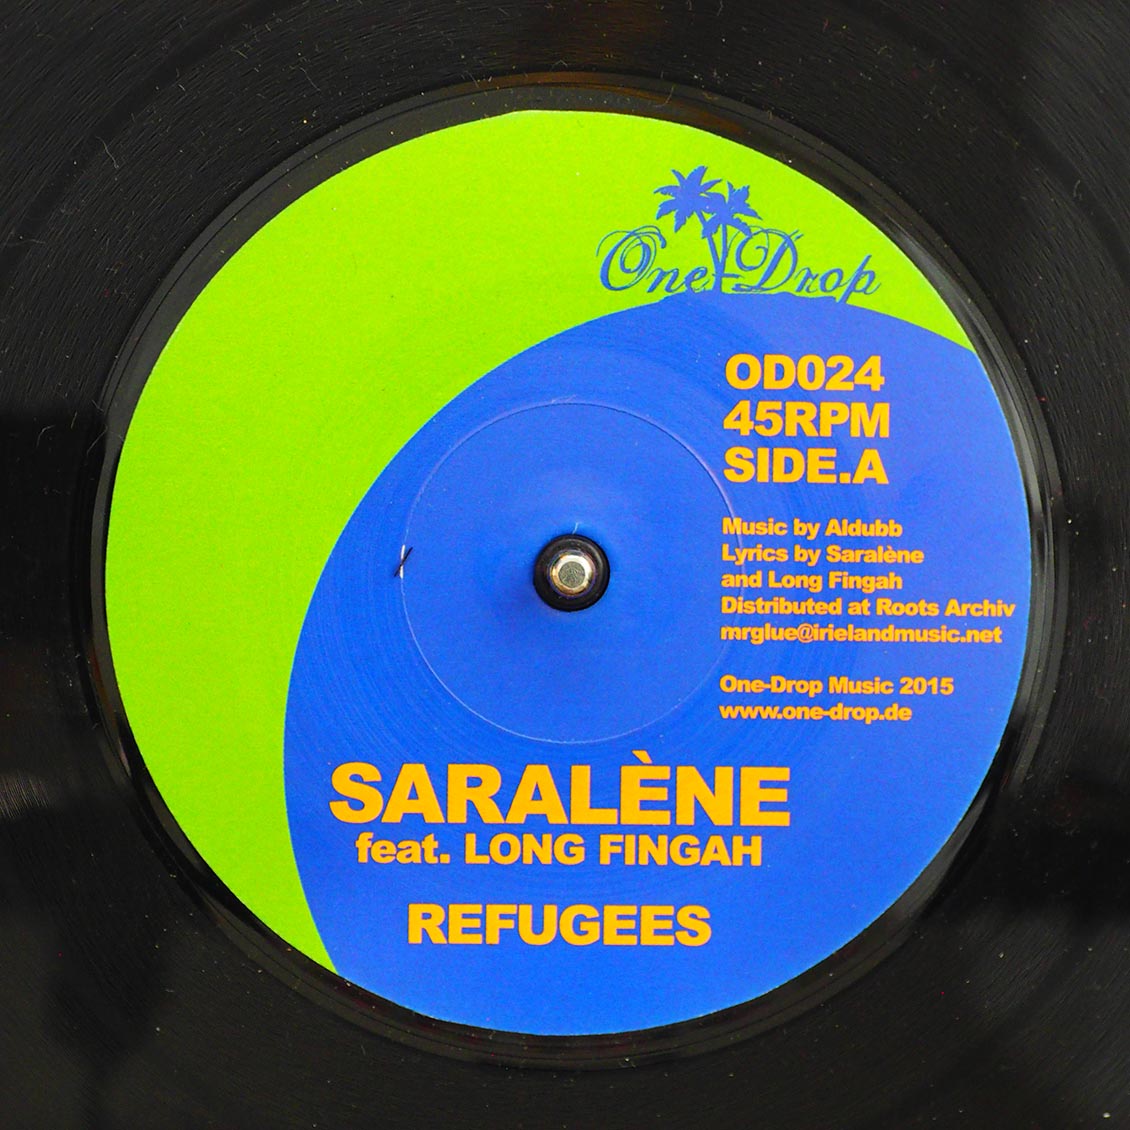 One-Drop
OD024
45RPM
SIDE.A
Music by Aldubb
Lyrics by Saralène
and Long Fingah
Distributed at Roots Archiv
mrglue@irielandmusic.net
One-Drop Music 2015
www.one-drop.de
SARALÈNE
feat. LONG FINGAH
REFUGEES